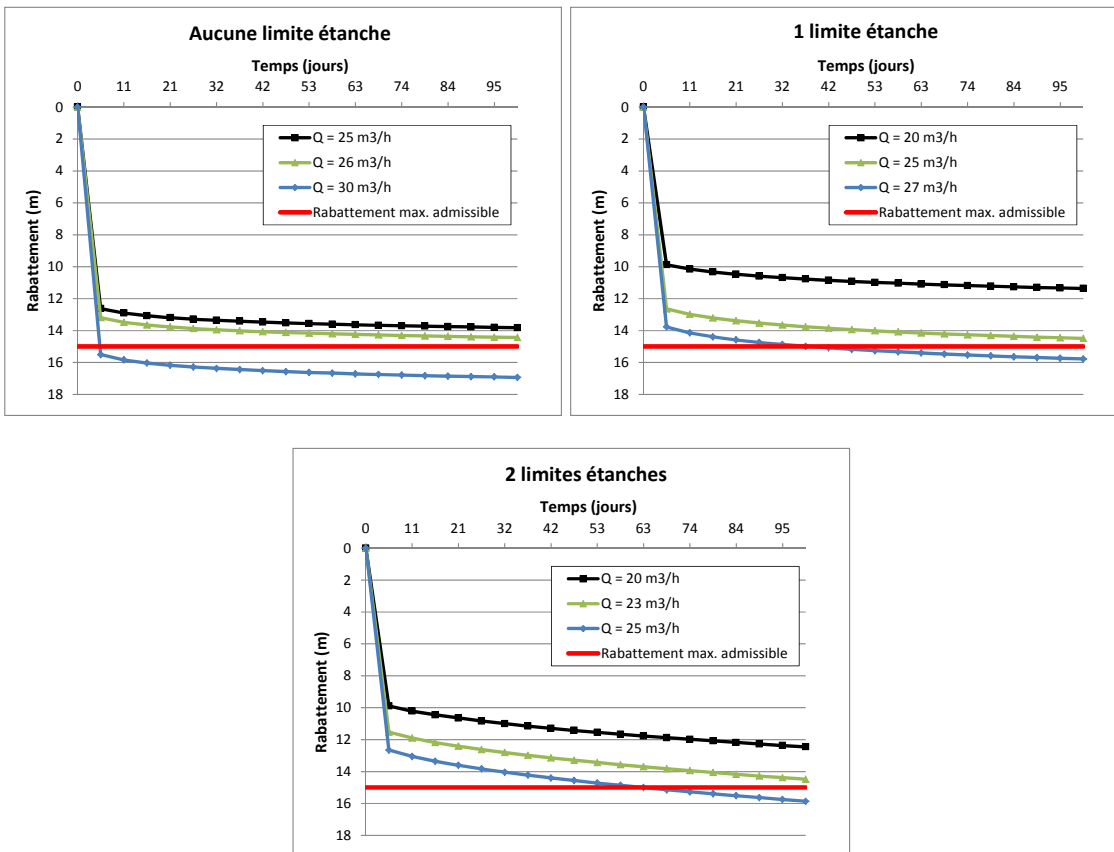 Aucune limite étanche
Temps (jours)
0 11 21 32 42 53 63 74 84 95
0
2
4
6
8
10
12
14
16
18
Rabattement (m)
Q = 25 m3/h
Q = 26 m3/h
Q = 30 m3/h
Rabattement max. admissible
1 limite étanche
Temps (jours)
0 11 21 32 42 53 63 74 84 95
0
2
4
6
8
10
12
14
16
18
Rabattement (m)
Q = 20 m3/h
Q = 25 m3/h
Q = 27 m3/h
Rabattement max. admissible
2 limites étanches
Temps (jours)
0 11 21 32 42 53 63 74 84 95
0
2
4
6
8
10
12
14
16
18
Rabattement (m)
Q = 20 m3/h
Q = 23 m3/h
Q = 25 m3/h
Rabattement max. admissible